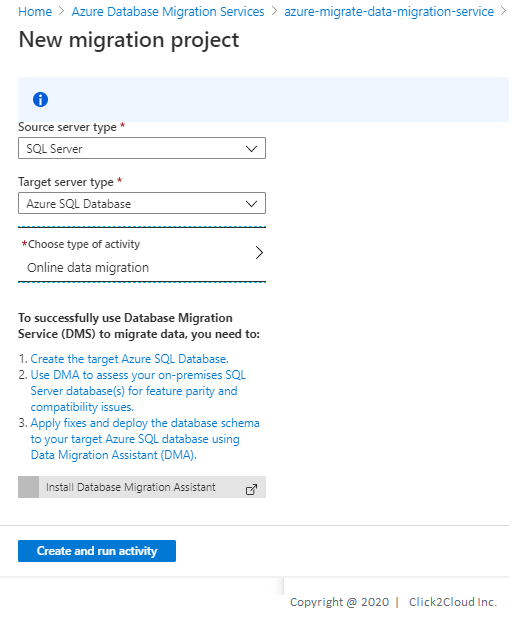 Home > Azure Database Migration Services > azure-migrate-data-migration-service >
New migration project
Source server type *
SQL Server
Target server type *
Azure SQL Database
*Choose type of activity
Online data migration
To successfully use Database Migration
Service (DMS) to migrate data, you need to:
1. Create the target Azure SQL Database.
2. Use DMA to assess your on-premises SQL
Server database(s) for feature parity and
compatibility issues.
3. Apply fixes and deploy the database schema
to your target Azure SQL database using
Data Migration Assistant (DMA).
Install Database Migration Assistant
Create and run activity
Copyright @ 2020 | Click2Cloud Inc.